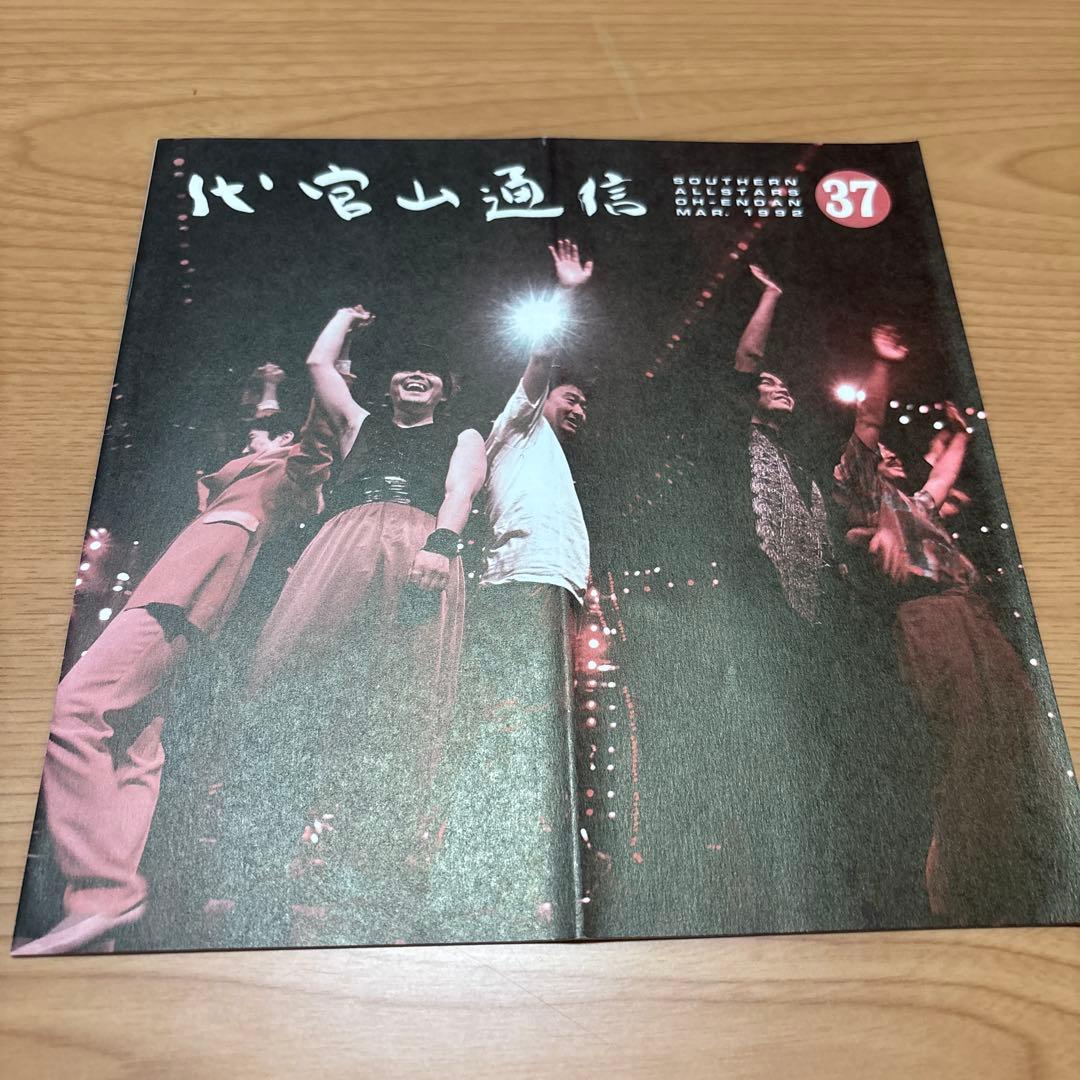 代官山通信
SOUTHERN
ALLSTARS
OH-ENDAN
MAR. 1992
37